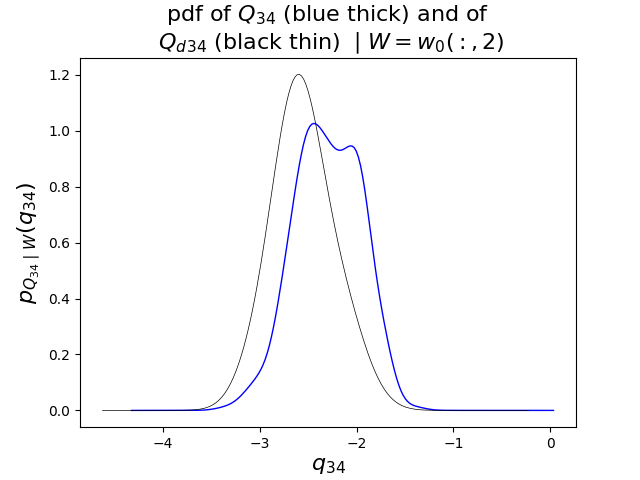 pdf of Q34 (blue thick) and of
Qd34 (black thin) | W = w0(:,2)
pQ34 | W(q34)
1.2
1.0
0.8
0.6
0.4
0.2
0.0
−4 −3 −2 −1 0
q34